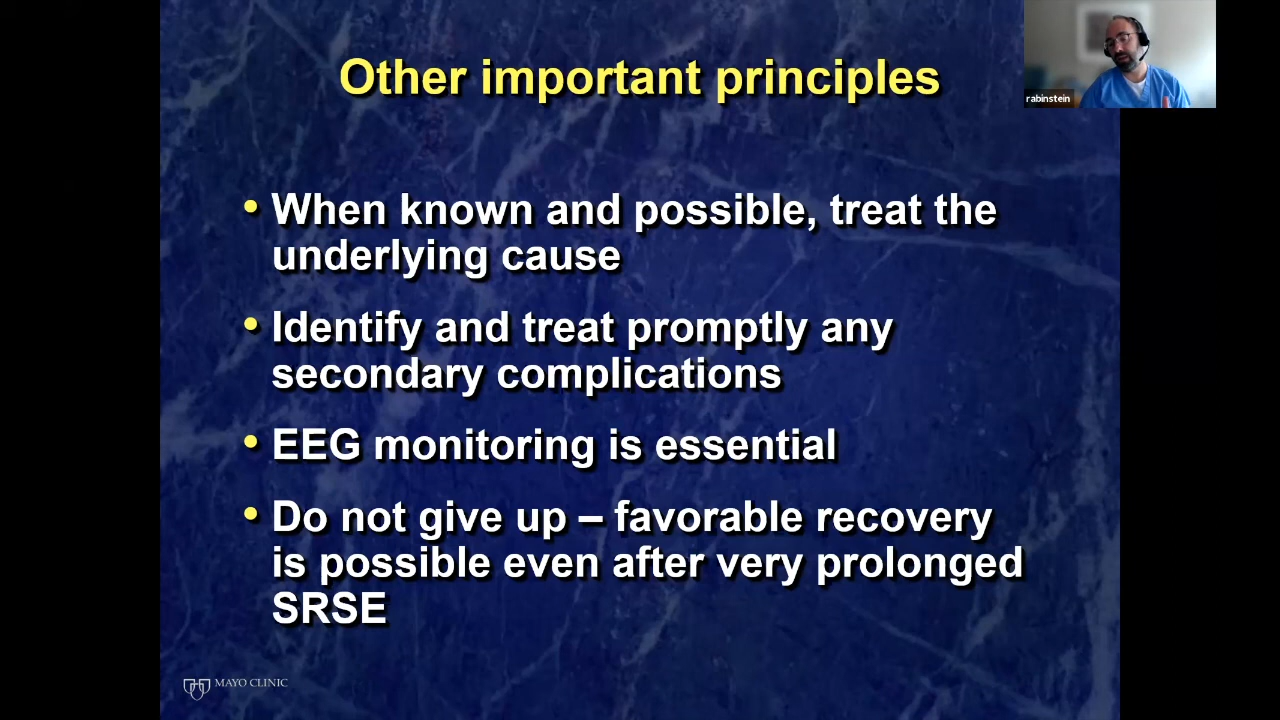 Other important principles
rabinstein
• When known and possible, treat the
underlying cause
• Identify and treat promptly any
secondary complications
• EEG monitoring is essential
• Do not give up – favorable recovery
is possible even after very prolonged
SRSE
MAYO CLINIC